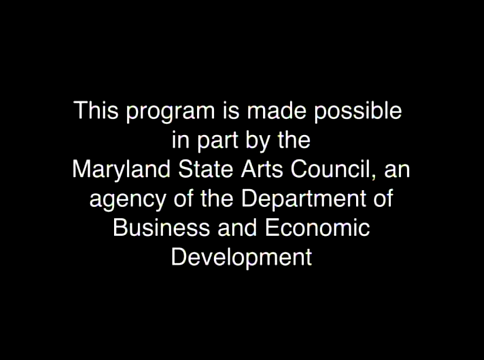 This program is made possible
in part by the
Maryland State Arts Council, an
agency of the Department of
Business and Economic
Development